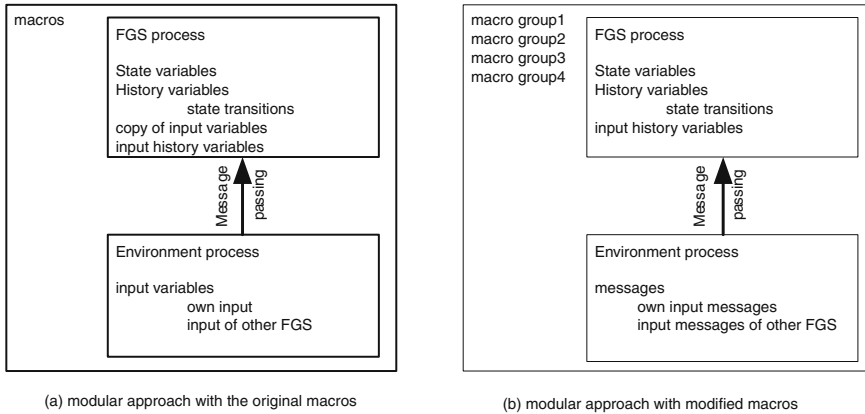 macros
FGS process
State variables
History variables
state transitions
copy of input variables
input history variables
Message
passing
Environment process
input variables
own input
input of other FGS
(a) modular approach with the original macros
macro group1
macro group2
macro group3
macro group4
FGS process
State variables
History variables
state transitions
input history variables
Message
passing
Environment process
messages
own input messages
input messages of other FGS
(b) modular approach with modified macros